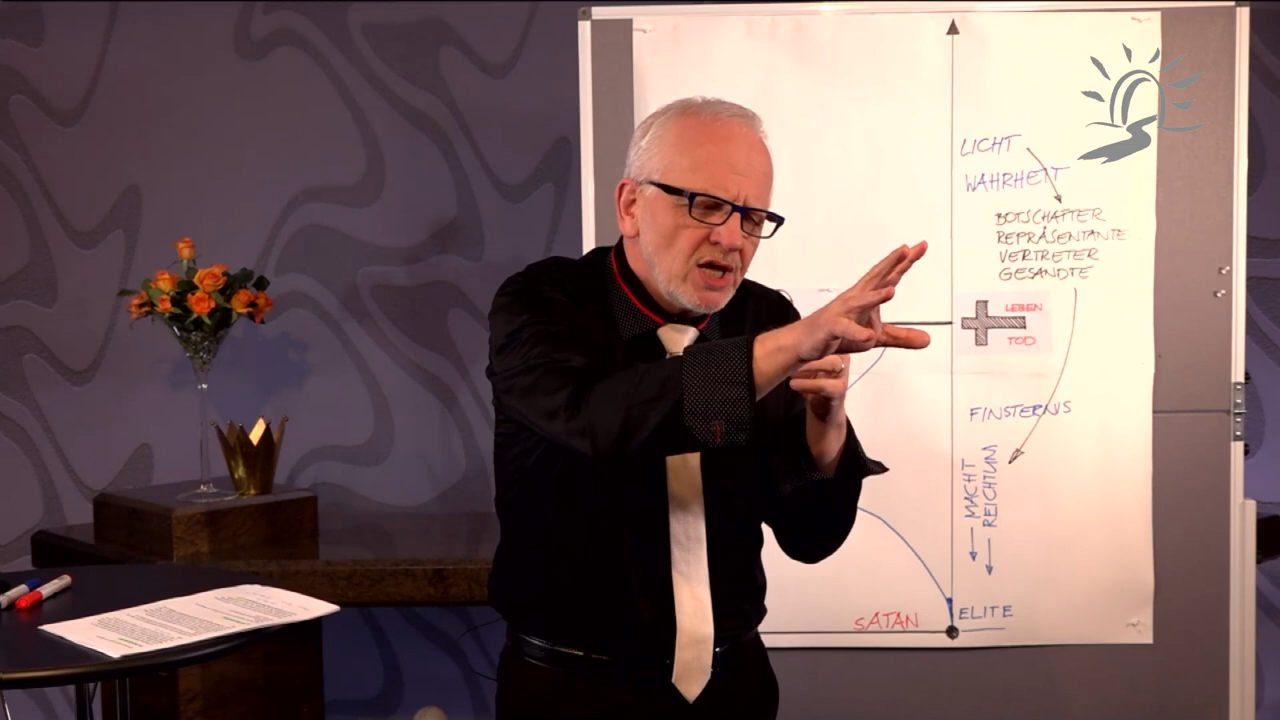 LICHT
WAHRHEIT
BOTSCHAFTER
REPRÄSENTANTE
VERTRETER
GESANDTE
LEBEN
TOD
FINSTERNIS
MACHT
REICHTUM
SATAN
ELITE